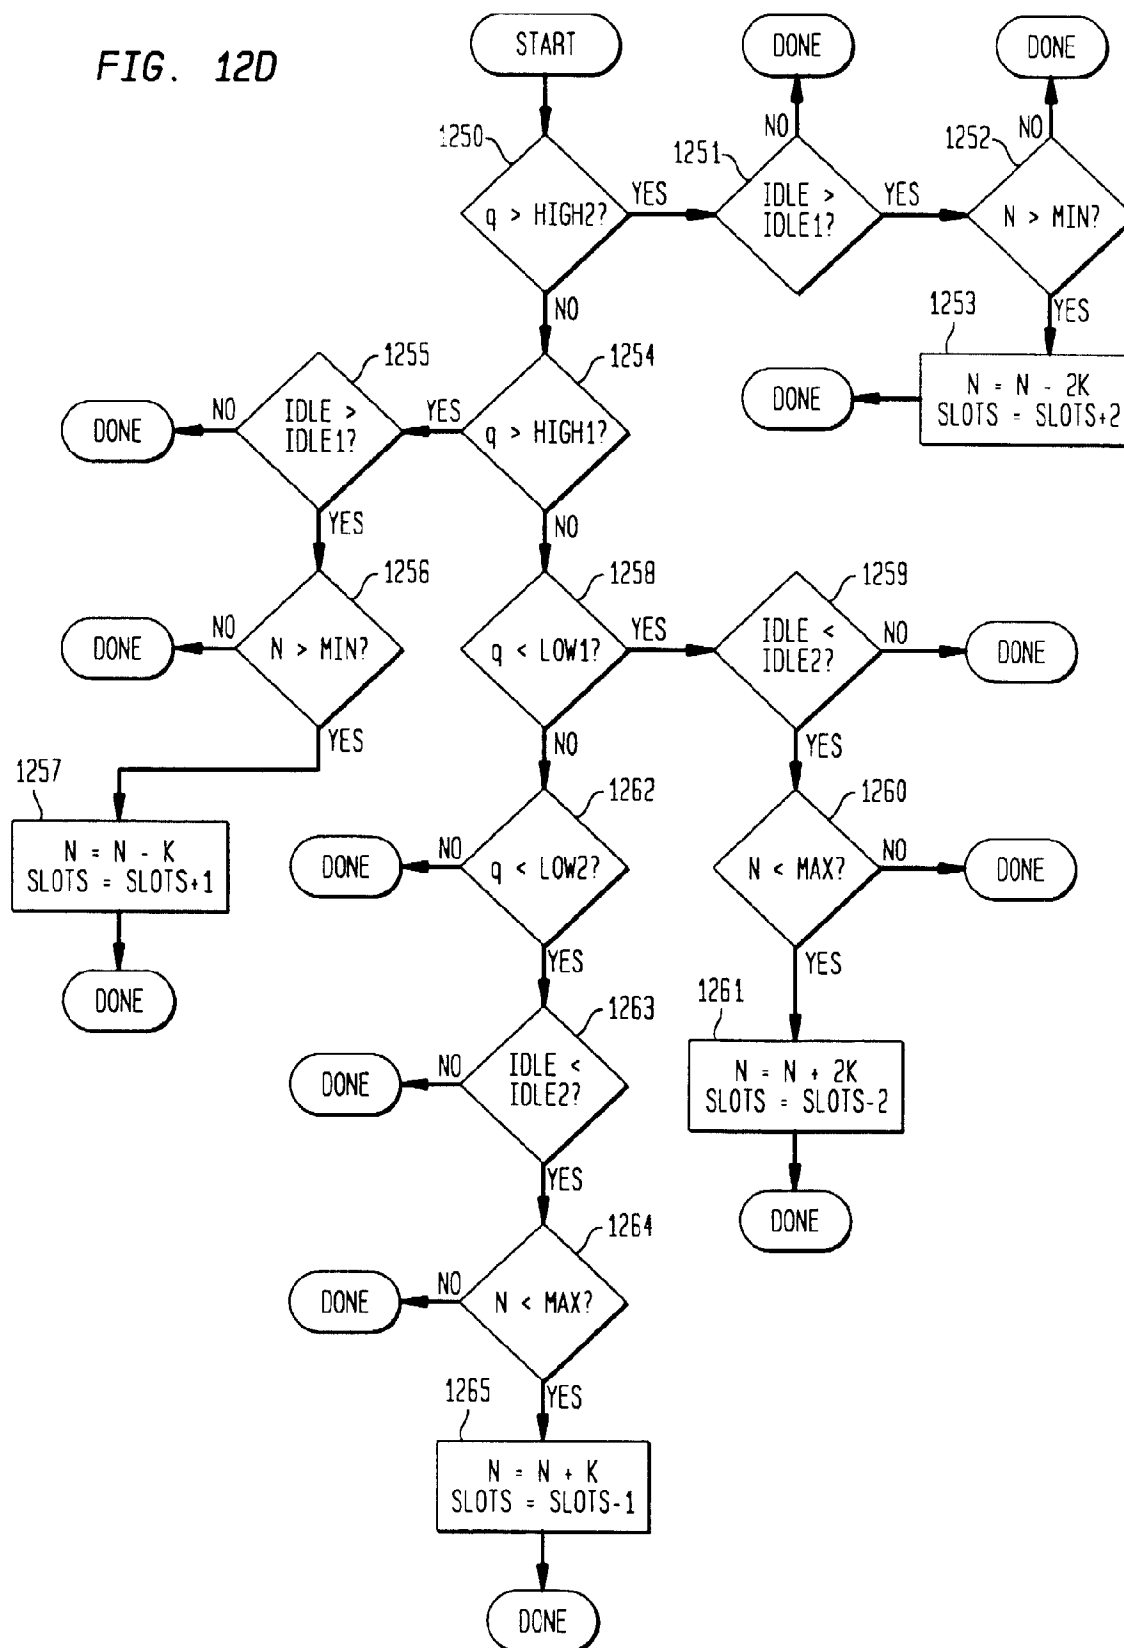 FIG. 12D
START
DONE
DONE
1250
q > HIGH2?
YES
NO
1251
IDLE >
IDLE1?
NO
YES
1252
N > MIN?
NO
YES
1253
N = N - 2K
SLOTS = SLOTS+2
DONE
1254
q > HIGH1?
YES
NO
1255
IDLE >
IDLE1?
NO
DONE
YES
1256
N > MIN?
NO
DONE
YES
1257
N = N - K
SLOTS = SLOTS+1
DONE
1258
q < LOW1?
YES
NO
1259
IDLE <
IDLE2?
NO
DONE
YES
1260
N < MAX?
NO
DONE
YES
1261
N = N + 2K
SLOTS = SLOTS-2
DONE
1262
q < LOW2?
NO
DONE
YES
1263
IDLE <
IDLE2?
NO
DONE
YES
1264
N < MAX?
NO
DONE
YES
1265
N = N + K
SLOTS = SLOTS-1
DONE